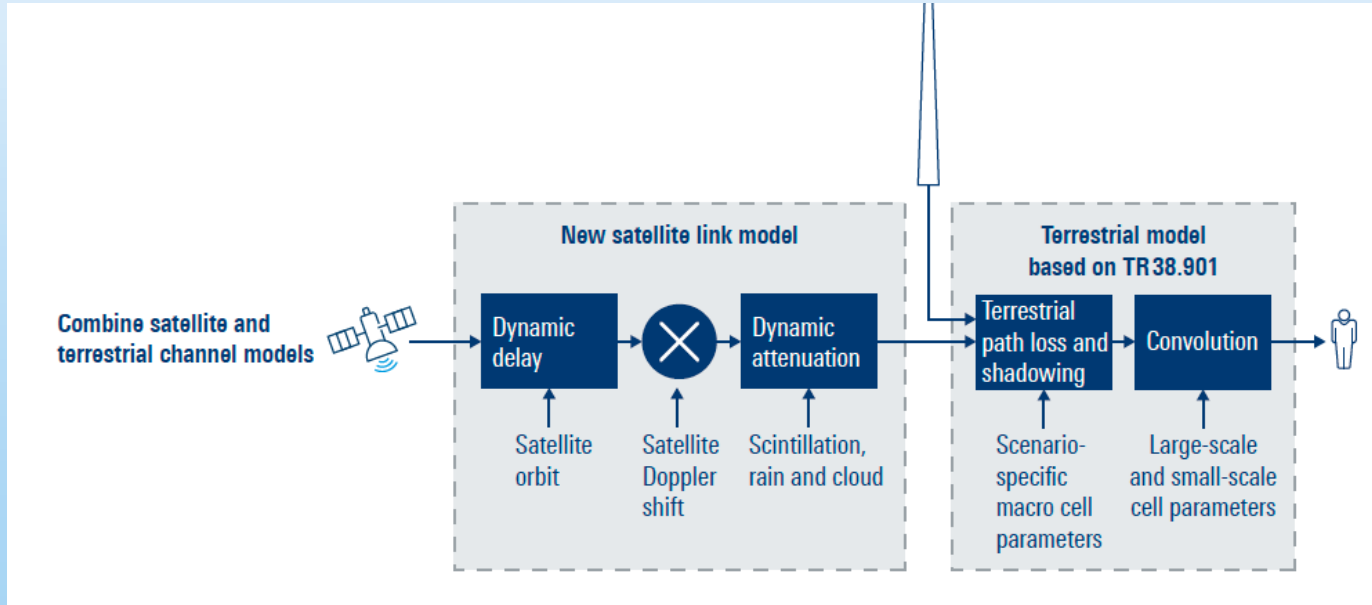 New satellite link model
Terrestrial model
based on TR 38.901
Combine satellite and
terrestrial channel models
Dynamic
delay
Dynamic
attenuation
Terrestrial
path loss and
shadowing
Convolution
Satellite
orbit
Satellite
Doppler
shift
Scintillation,
rain and cloud
Scenario-
specific
macro cell
parameters
Large-scale
and small-scale
cell parameters